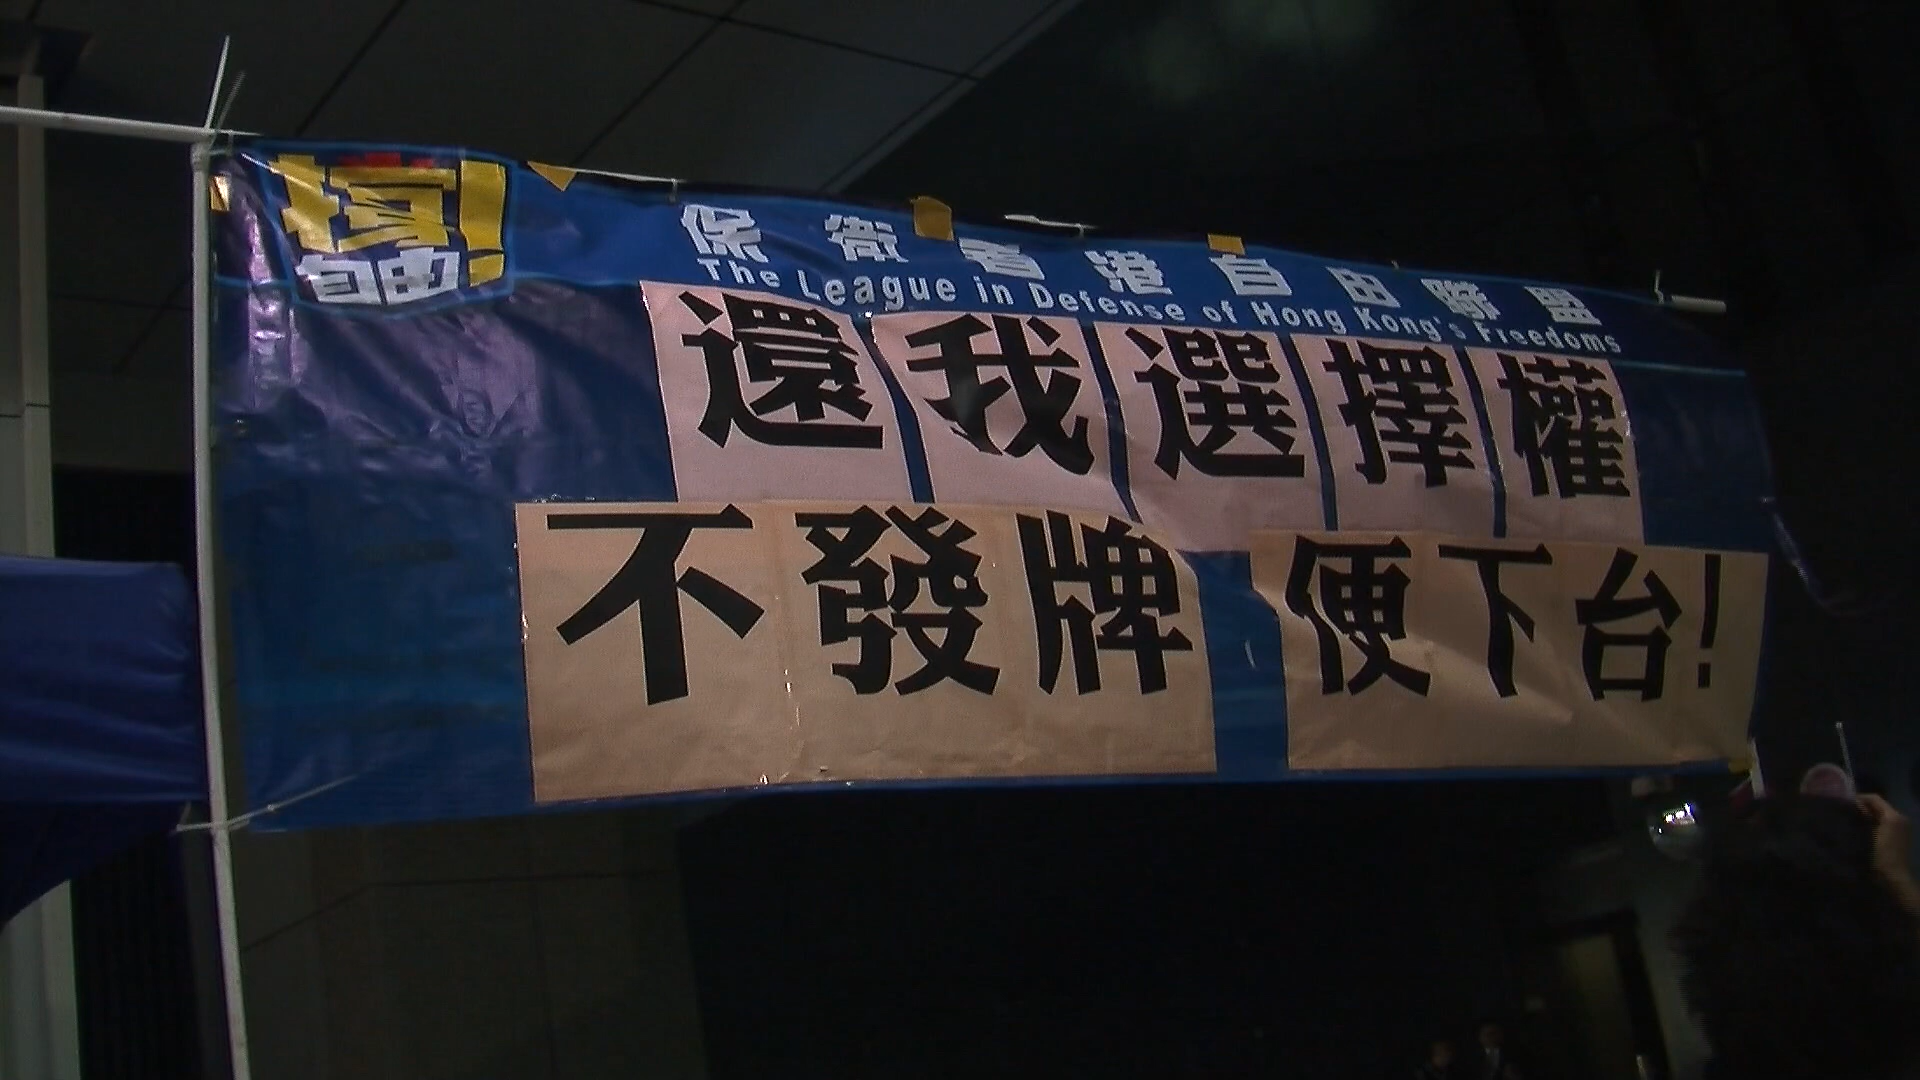 撐!
自由
保衛香港自由聯盟
The League in Defense of Hong Kong's Freedoms
還我選擇權
不發牌 便下台!